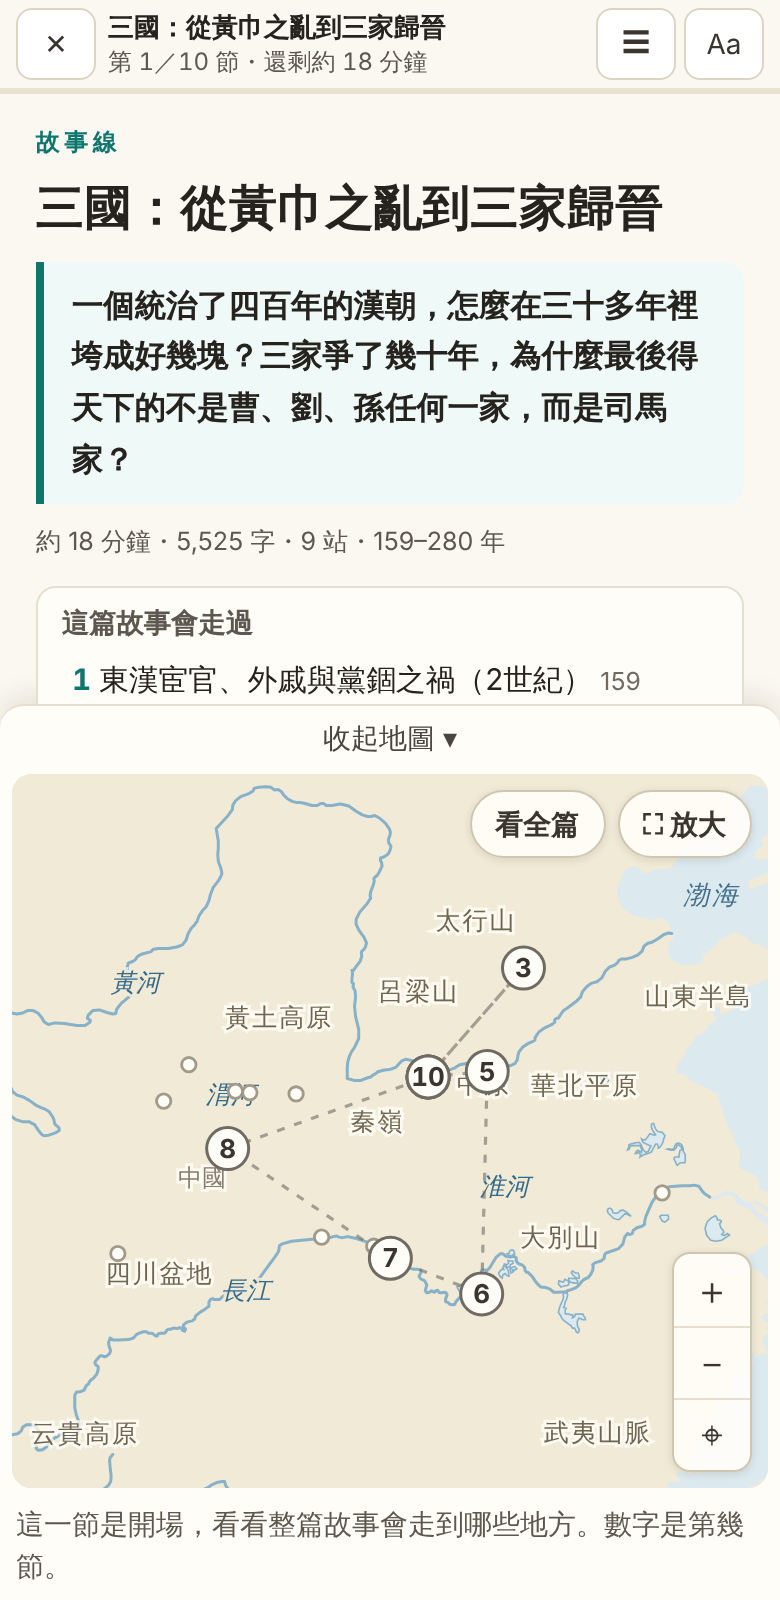 ×
三國：從黃巾之亂到三家歸晉
第 1／10 節・還剩約 18 分鐘
☰
Aa
故事線
三國：從黃巾之亂到三家歸晉
一個統治了四百年的漢朝，怎麼在三十多年裡
垮成好幾塊？三家爭了幾十年，為什麼最後得
天下的不是曹、劉、孫任何一家，而是司馬
家？
約 18 分鐘・5,525 字・9 站・159–280 年
這篇故事會走過
1 東漢宦官、外戚與黨錮之禍（2世紀） 159
收起地圖 ▾
看全篇
放大
渤海
太行山
3
黃河
呂梁山
山東半島
黃土高原
10
5
華北平原
渭河
秦嶺
8
中國
淮河
大別山
7
四川盆地
長江
6
+
−
云貴高原
武夷山脈
這一節是開場，看看整篇故事會走到哪些地方。數字是第幾
節。